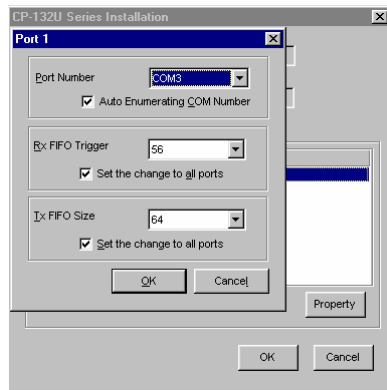 CP-132U Series Installation
Port 1
Port Number
COM3
Auto Enumerating COM Number
Rx FIFO Trigger
56
Set the change to all ports
Tx FIFO Size
64
Set the change to all ports
OK
Cancel
Property
OK
Cancel